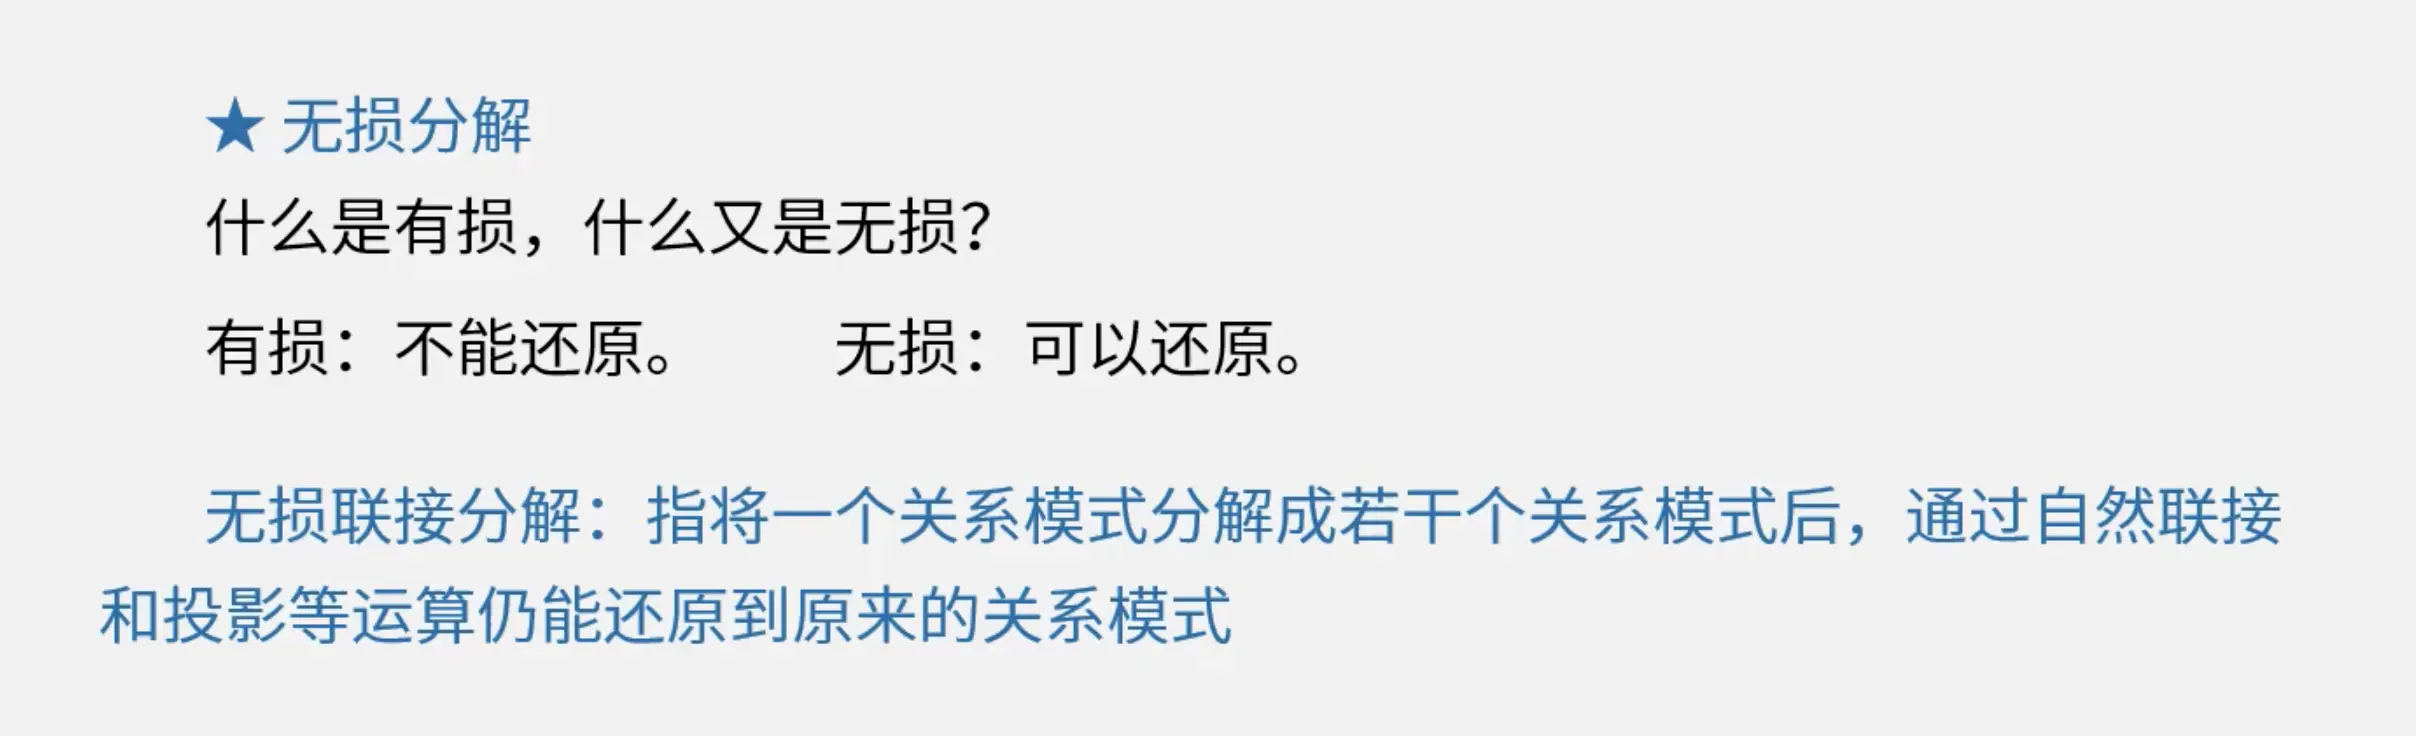 ★ 无损分解
什么是有损，什么又是无损？
有损：不能还原。 无损：可以还原。
无损联接分解：指将一个关系模式分解成若干个关系模式后，通过自然联接
和投影等运算仍能还原到原来的关系模式